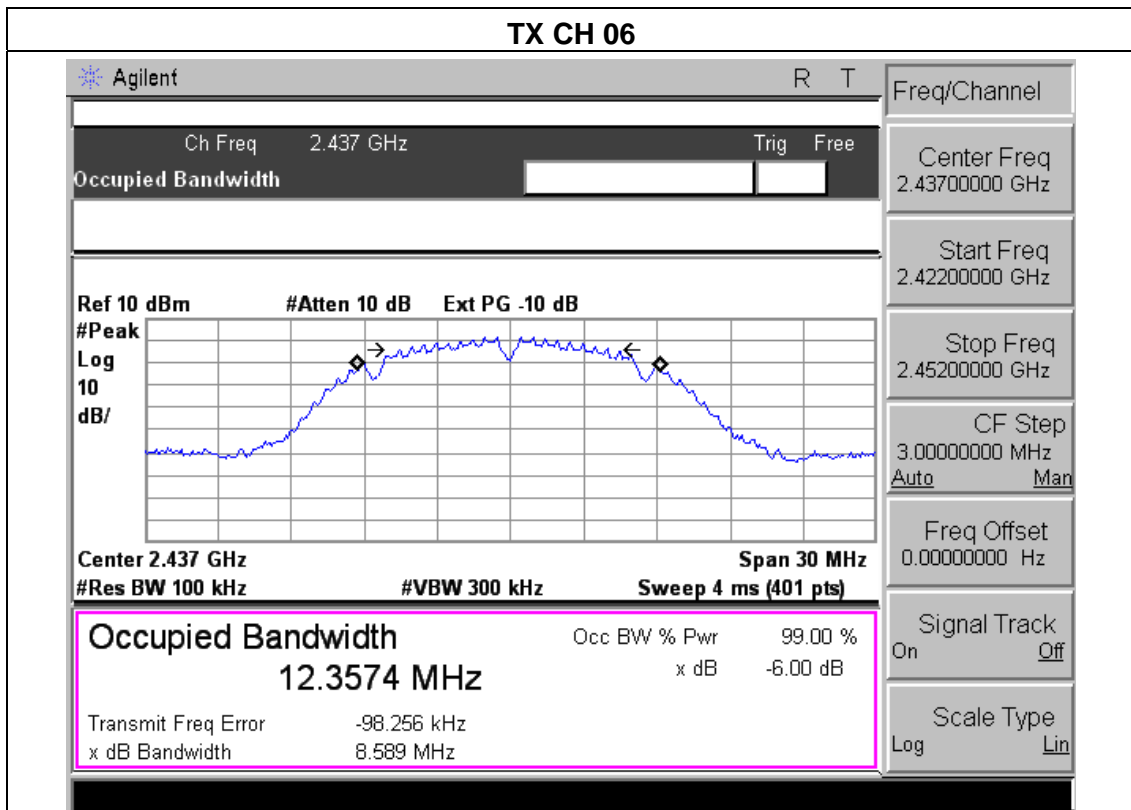 TX CH 06
Agilent R T
Freq/Channel
Ch Freq 2.437 GHz Trig Free
Occupied Bandwidth
Center Freq
2.43700000 GHz
Start Freq
2.42200000 GHz
Ref 10 dBm #Atten 10 dB Ext PG -10 dB
#Peak
Log
10
dB/
Stop Freq
2.45200000 GHz
CF Step
3.00000000 MHz
Auto Man
Freq Offset
0.00000000 Hz
Center 2.437 GHz Span 30 MHz
#Res BW 100 kHz #VBW 300 kHz Sweep 4 ms (401 pts)
Occupied Bandwidth Occ BW % Pwr 99.00 %
12.3574 MHz x dB -6.00 dB
Transmit Freq Error -98.256 kHz
x dB Bandwidth 8.589 MHz
Signal Track
On Off
Scale Type
Log Lin